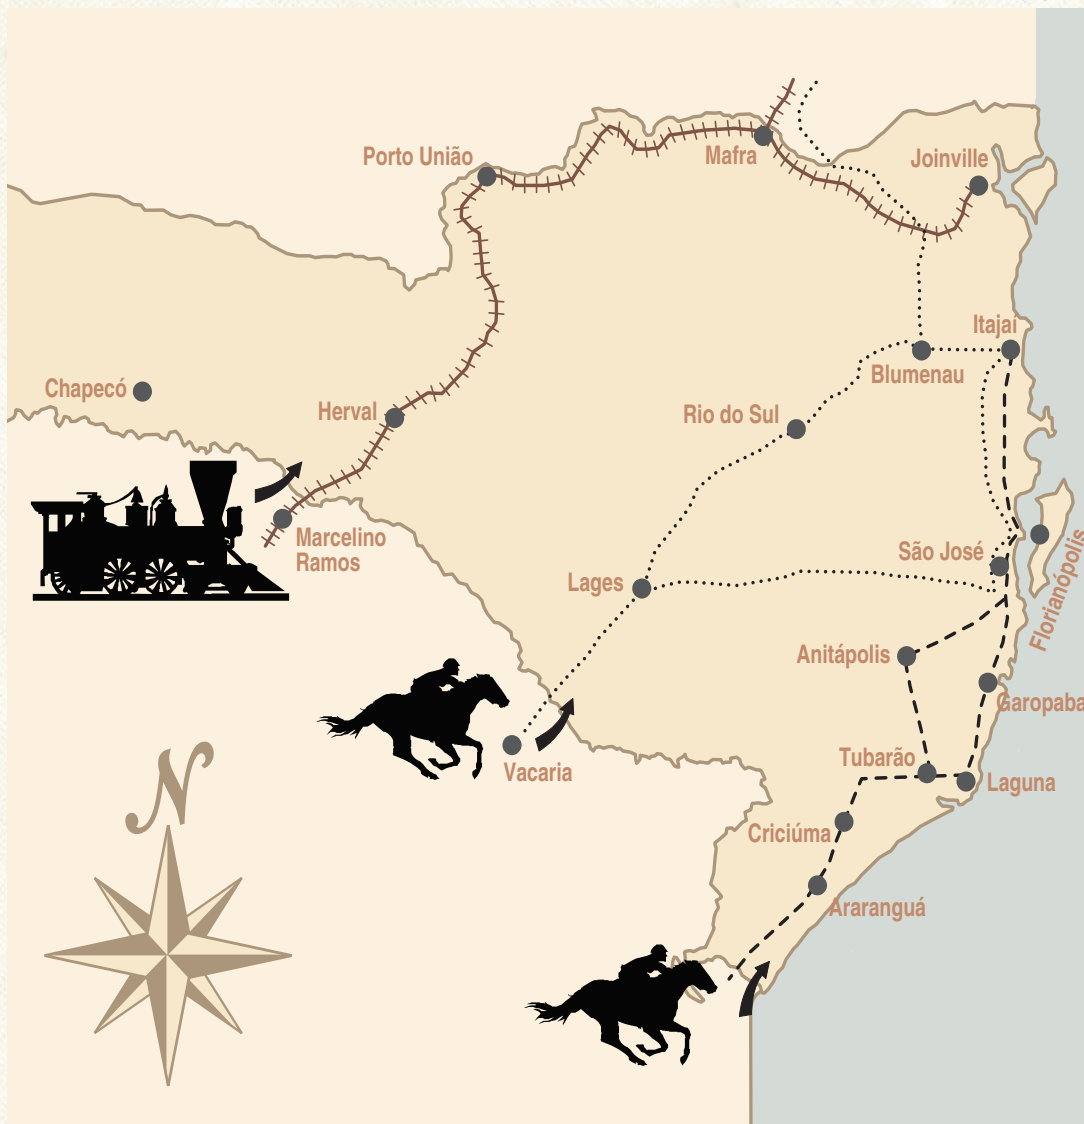 Porto União
Mafra
Joinville
Itajaí
Blumenau
Chapecó
Herval
Rio do Sul
Marcelino
Ramos
São José
Lages
Florianópolis
Anitápolis
Garopaba
Tubarão
Vacaria
Laguna
N
Criciúma
Araranguá